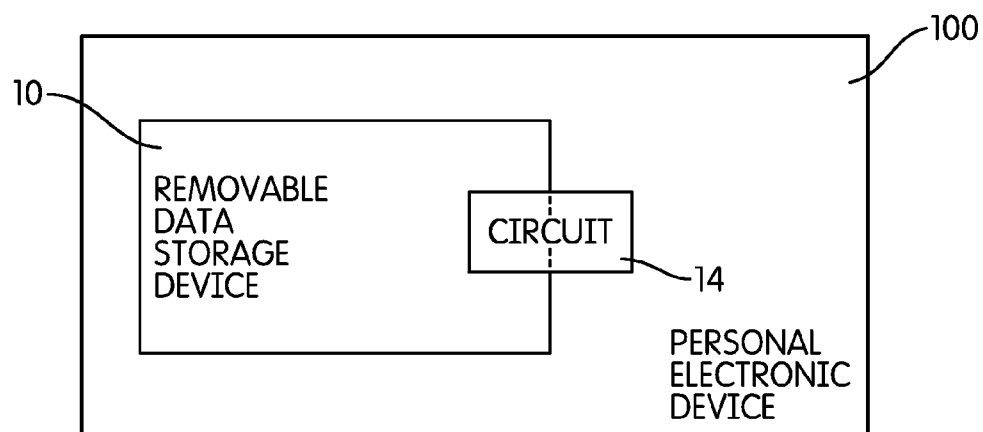 100
10
REMOVABLE
DATA
STORAGE
DEVICE
CIRCUIT
14
PERSONAL
ELECTRONIC
DEVICE